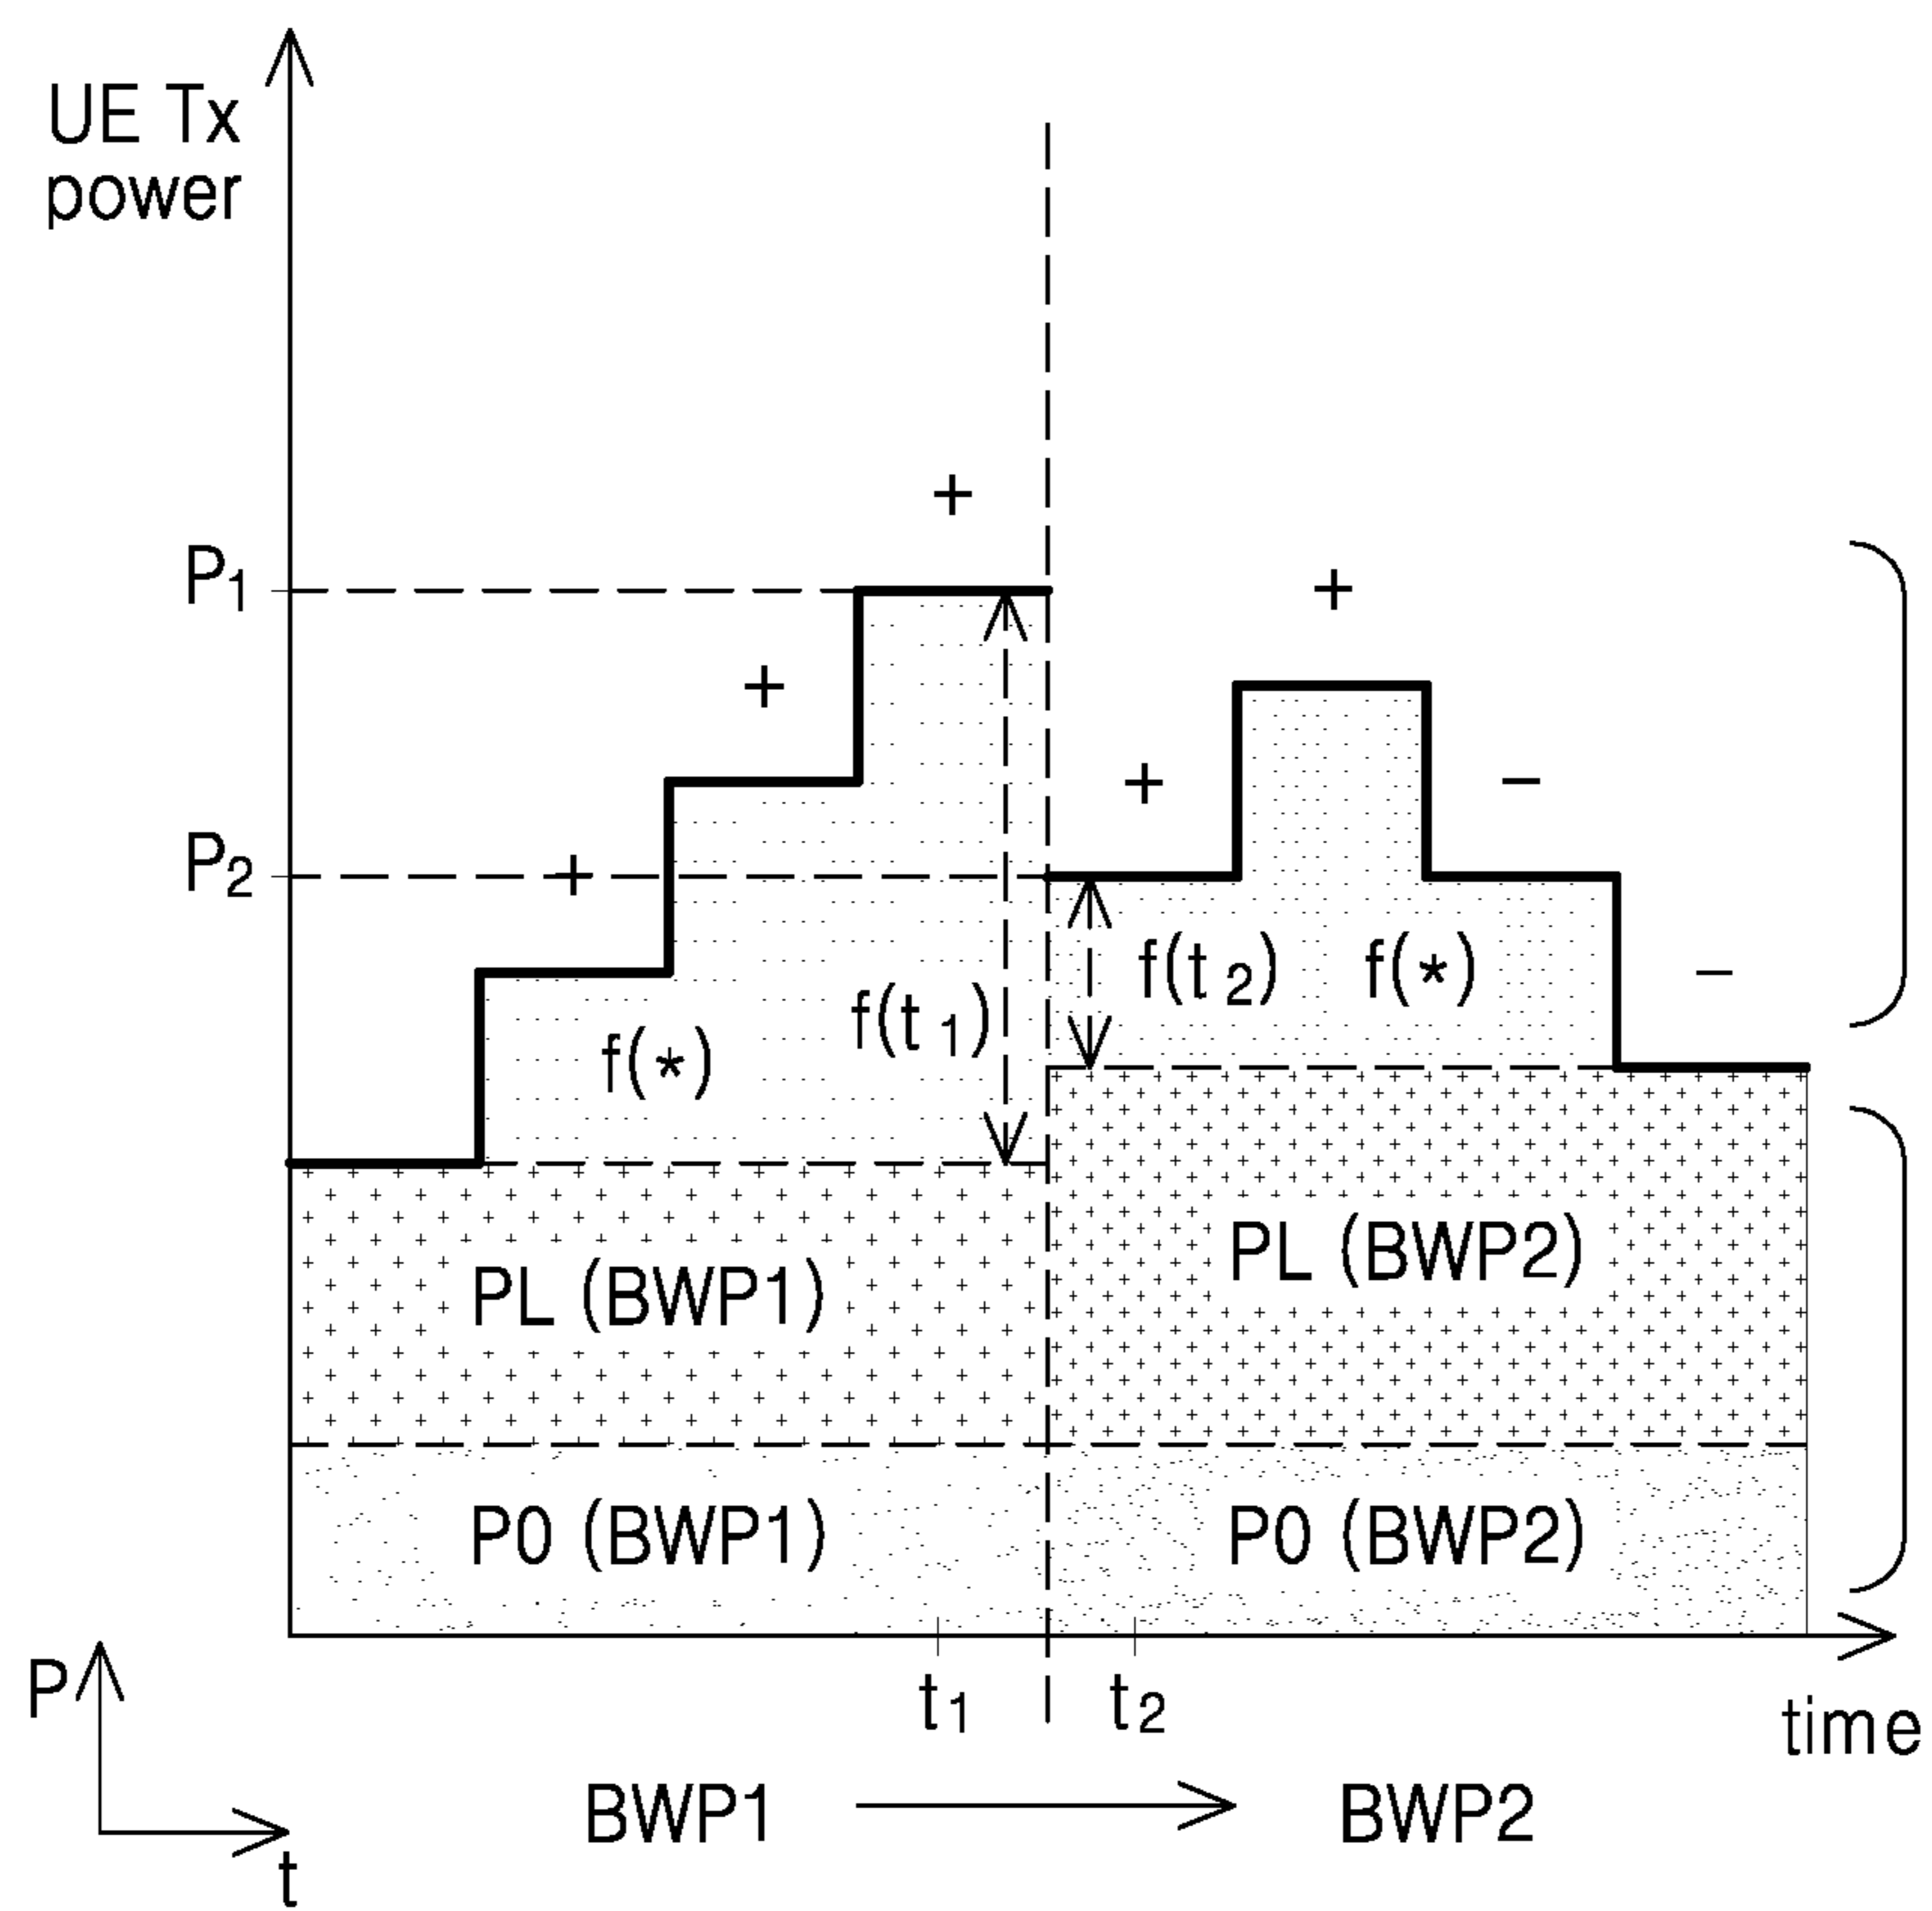 UE Tx
power
+
P1
+
+
P2
+
+
−
f(t 2)
f(*)
−
f(t 1)
f(*)
PL (BWP1)
PL (BWP2)
P0 (BWP1)
P0 (BWP2)
P
t1
t2
time
BWP1
BWP2
t